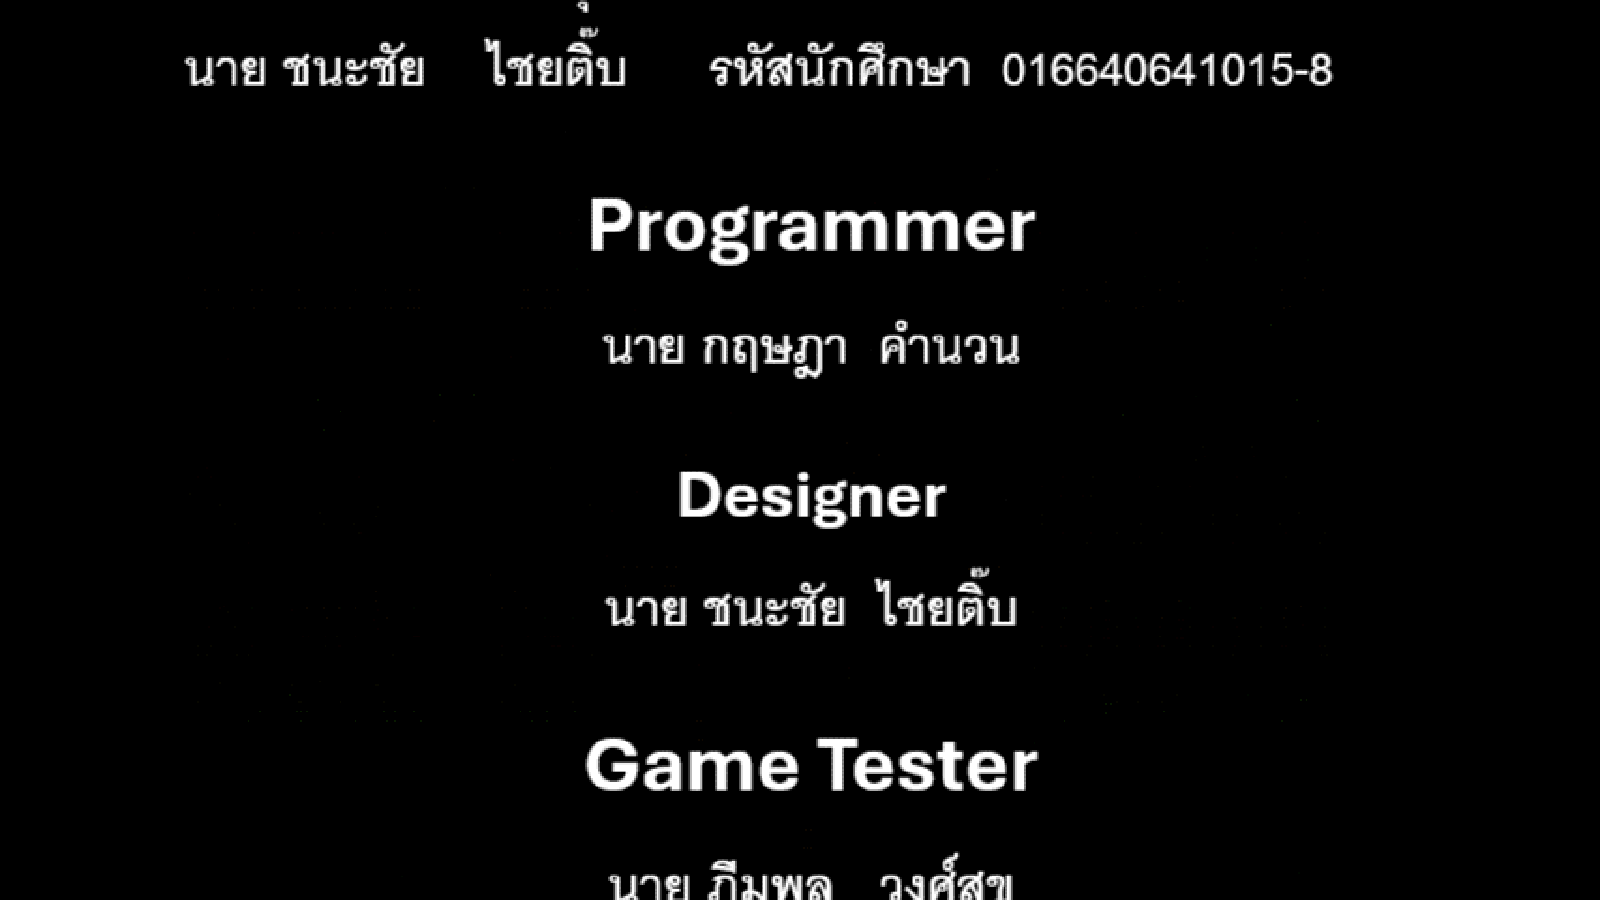 นาย ชนะชัย ไชยติ๊บ รหัสนักศึกษา 016640641015-8
Programmer
นาย กฤษฎา คำนวน
Designer
นาย ชนะชัย ไชยติ๊บ
Game Tester
นาย ภีมพล วงศ์สุข